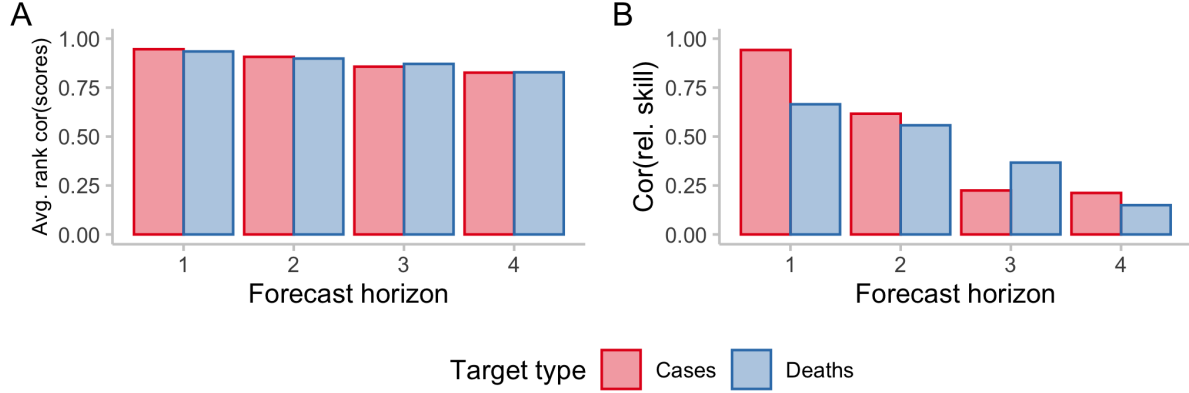 A
Avg. rank cor(scores)
1.00
0.75
0.50
0.25
0.00
1 2 3 4
Forecast horizon
B
Cor(rel. skill)
1.00
0.75
0.50
0.25
0.00
1 2 3 4
Forecast horizon
Target type Cases Deaths